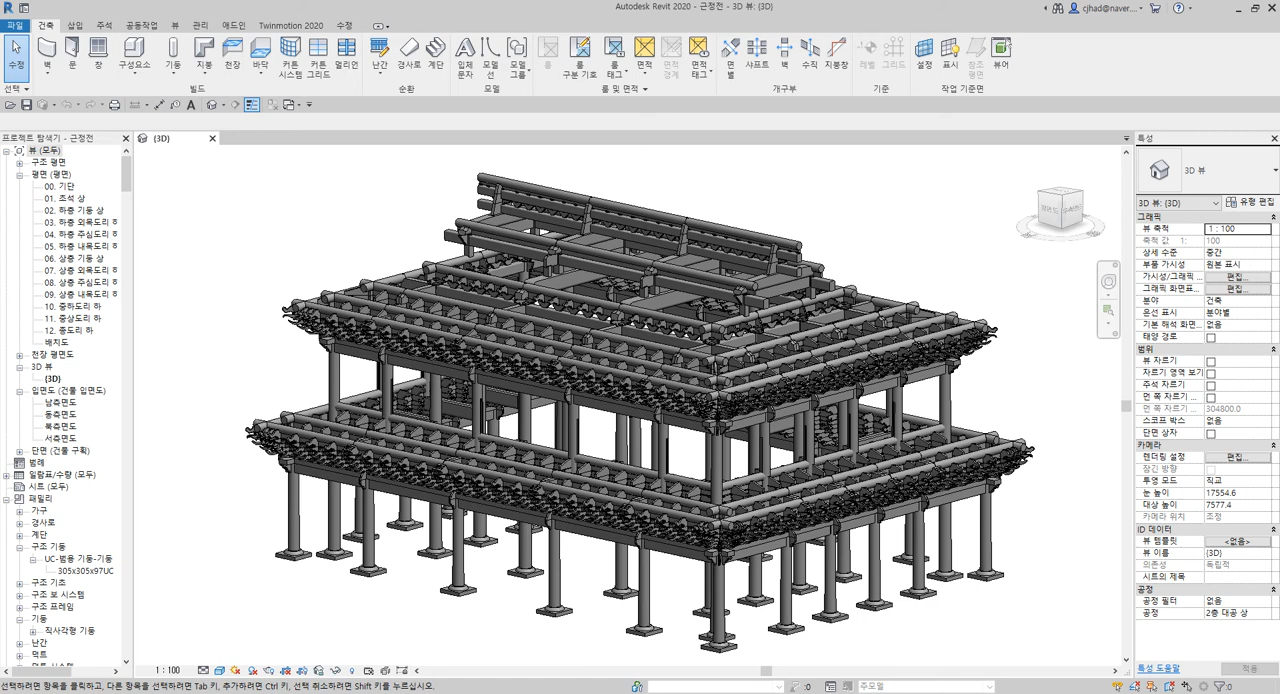 Autodesk Revit 2020 - 근정전 - 3D 뷰: {3D}
cjhad@naver....
파일 건축 삽입 주석 공동작업 뷰 관리 애드인 Twinmotion 2020 수정
수정 벽 문 창 구성요소 기둥 지붕 천장 바닥 커튼 시스템 커튼 그리드 멀리언 난간 경사로 계단 입체 문자 모델 선 모델 그룹 룸 룸 구분 기호 룸 태그 면적 면적 경계 면적 태그 면별 샤프트 벽 수직 지붕창 레벨 그리드 설정 표시 참조 평면 뷰어
선택 빌드 순환 모델 룸 및 면적 개구부 기준 작업 기준면
프로젝트 탐색기 - 근정전
{3D}
뷰 (모두)
구조 평면
평면 (평면)
00. 기단
01. 초석 상
02. 하층 기둥 상
03. 하층 외목도리 하
04. 하층 주심도리 하
05. 하층 내목도리 하
06. 상층 기둥 상
07. 상층 외목도리 하
08. 상층 주심도리 하
09. 상층 내목도리 하
10. 중하도리 하
11. 중상도리 하
12. 종도리 하
배치도
천장 평면도
3D 뷰
{3D}
입면도 (건물 입면도)
남측면도
동측면도
북측면도
서측면도
단면 (건물 구획)
범례
일람표/수량 (모두)
시트 (모두)
패밀리
가구
경사로
계단
구조 기둥
UC-범용 기둥-기둥
305x305x97UC
구조 기초
구조 보 시스템
구조 프레임
기둥
직사각형 기둥
난간
덕트
덕트 시스템
특성
3D 뷰
3D 뷰: {3D} 유형 편집
그래픽
뷰 축척 1 : 100
축척 값 1: 100
상세 수준 중간
부품 가시성 원본 표시
가시성/그래픽 ... 편집...
그래픽 화면표... 편집...
분야 건축
은선 표시 분야별
기본 해석 화면... 없음
태양 경로
범위
뷰 자르기
자르기 영역 보기
주석 자르기
먼 쪽 자르기 ...
먼 쪽 자르기 ... 304800.0
스코프 박스 없음
단면 상자
카메라
렌더링 설정 편집...
잠긴 방향
투영 모드 직교
눈 높이 17554.6
대상 높이 7577.4
카메라 위치 조정
ID 데이터
뷰 템플릿 <없음>
뷰 이름 {3D}
의존성 독립적
시트의 제목
공정
공정 필터 없음
공정 2층 대공 상
특성 도움말 적용
1 : 100
선택하려면 항목을 클릭하고, 다른 항목을 선택하려면 Tab 키, 추가하려면 Ctrl 키, 선택 취소하려면 Shift 키를 누르십시오.
:0 주모델 :0